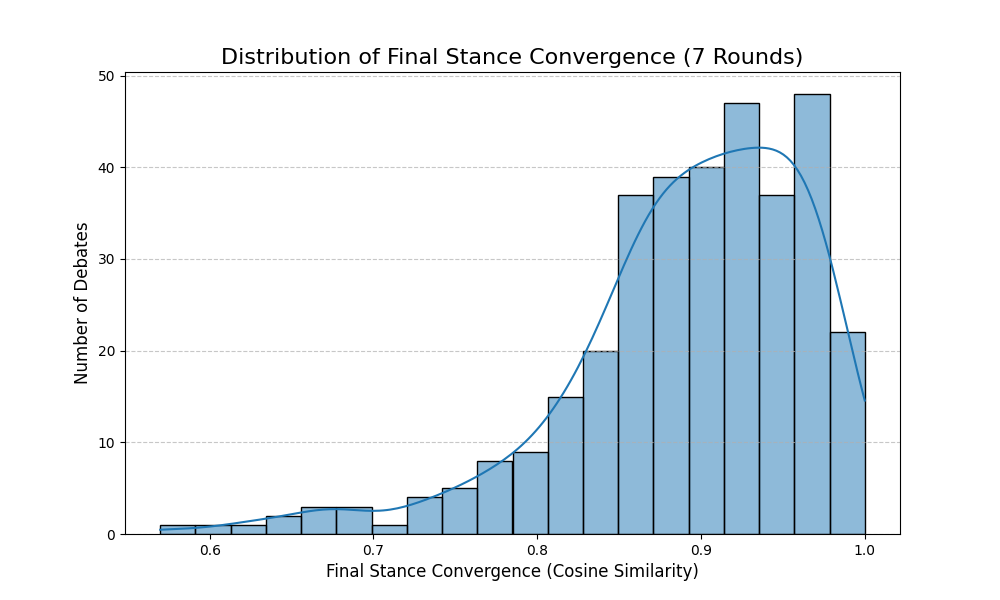 Distribution of Final Stance Convergence (7 Rounds)
50
40
30
20
10
0
Number of Debates
0.6 0.7 0.8 0.9 1.0
Final Stance Convergence (Cosine Similarity)